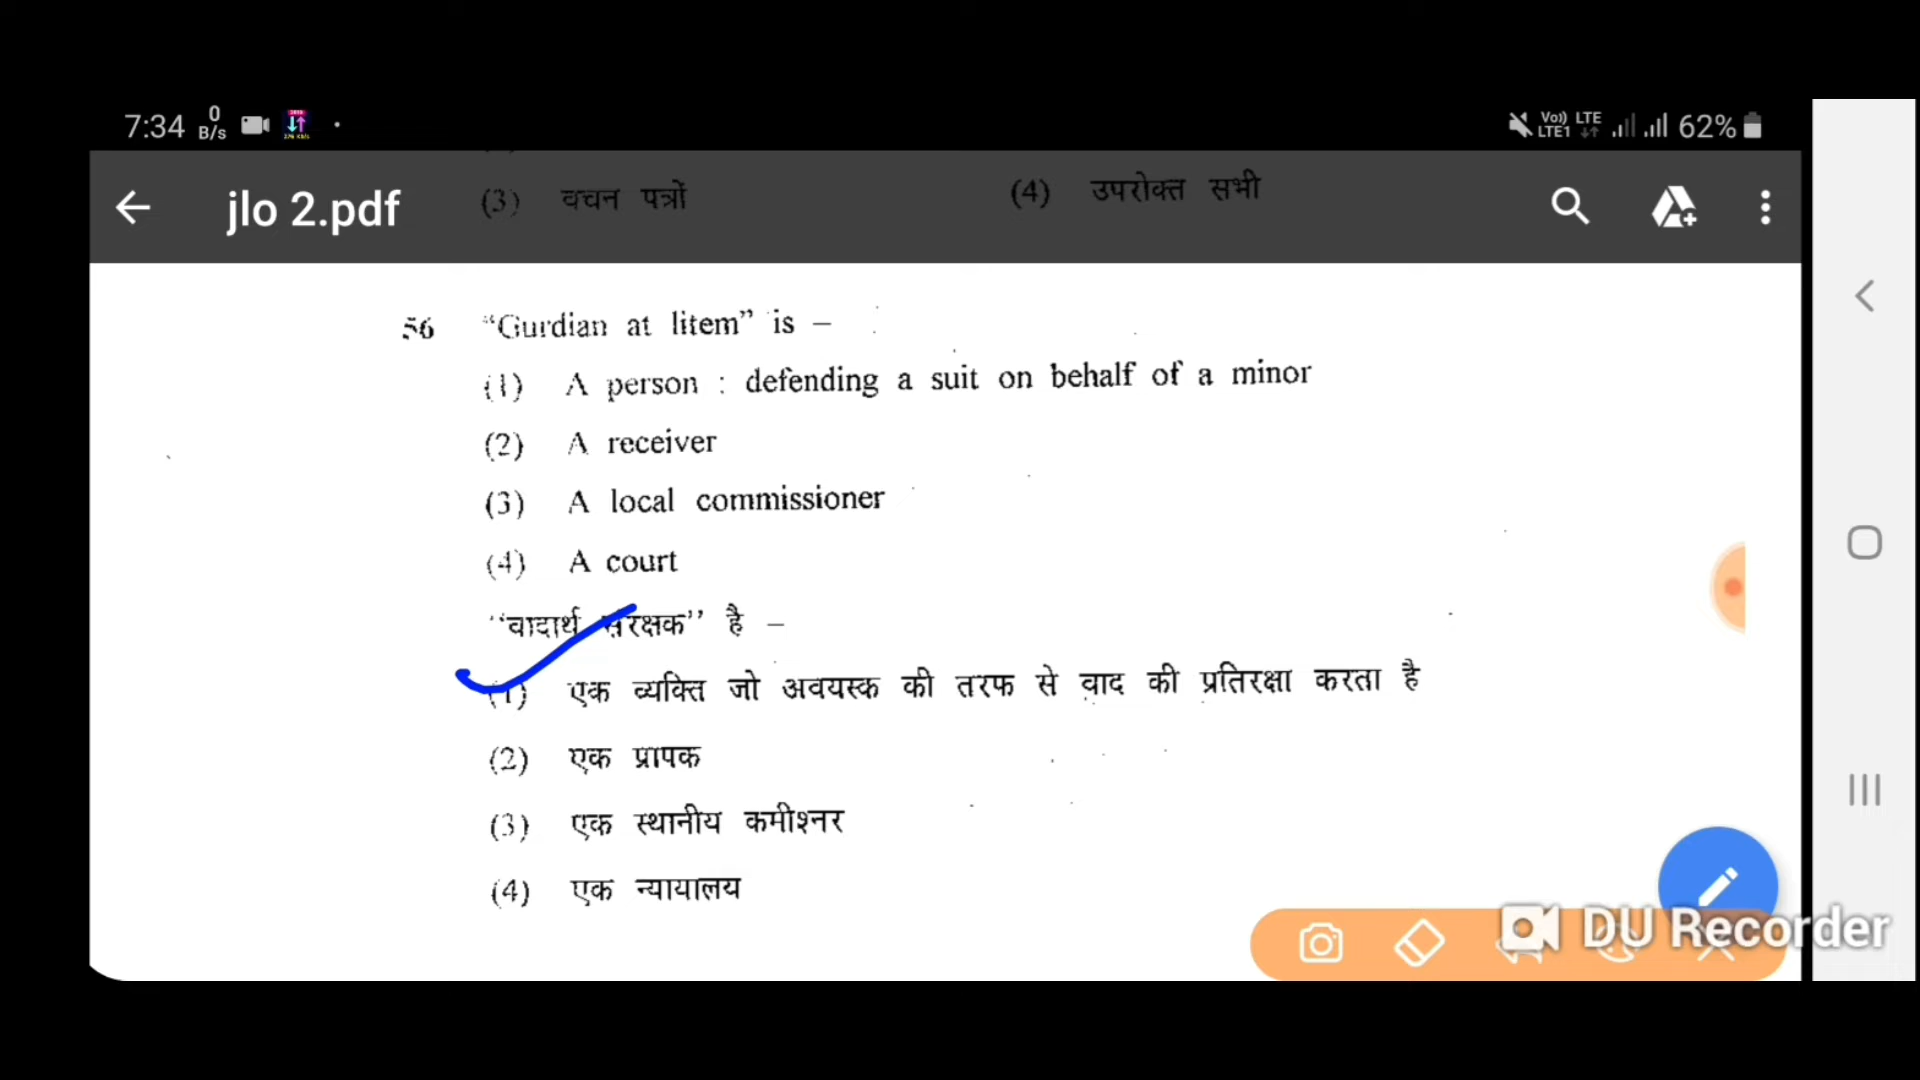 7:34 0 B/s Vo)) LTE LTE1 62%
jlo 2.pdf
(3) वचन पत्रों (4) उपरोक्त सभी
56 “Gurdian at litem” is –
(1) A person : defending a suit on behalf of a minor
(2) A receiver
(3) A local commissioner
(4) A court
“वादार्थ संरक्षक” है –
(1) एक व्यक्ति जो अवयस्क की तरफ से वाद की प्रतिरक्षा करता है
(2) एक प्रापक
(3) एक स्थानीय कमीश्नर
(4) एक न्यायालय
DU Recorder